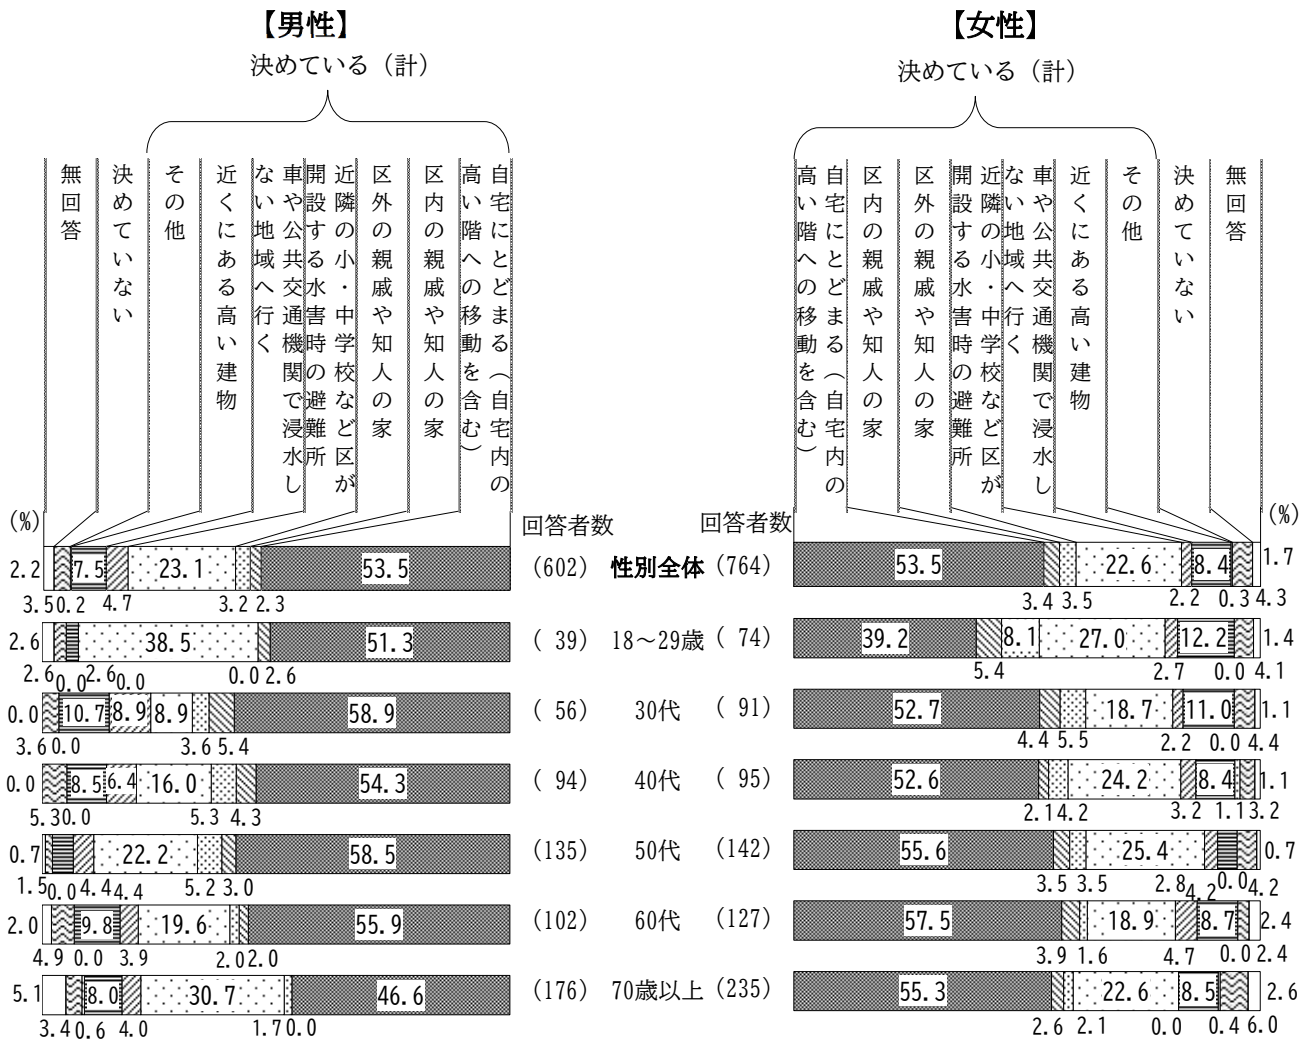 【男性】
決めている（計）
無回答
決めていない
その他
近くにある高い建物
車や公共交通機関で浸水し
ない地域へ行く
近隣の小・中学校など区が
開設する水害時の避難所
区外の親戚や知人の家
区内の親戚や知人の家
自宅にとどまる（自宅内の
高い階への移動を含む）
【女性】
決めている（計）
自宅にとどまる（自宅内の
高い階への移動を含む）
区内の親戚や知人の家
区外の親戚や知人の家
近隣の小・中学校など区が
開設する水害時の避難所
車や公共交通機関で浸水し
ない地域へ行く
近くにある高い建物
その他
決めていない
無回答
(%) 回答者数 回答者数 (%)
2.2 7.5 23.1 53.5 (602) 性別全体 (764) 53.5 22.6 8.4 1.7
3.5 0.2 4.7 3.2 2.3 3.4 3.5 2.2 0.3 4.3
2.6 38.5 51.3 ( 39) 18～29歳 ( 74) 39.2 8.1 27.0 12.2 1.4
2.6 0.0 2.6 0.0 0.0 2.6 5.4 2.7 0.0 4.1
0.0 10.7 8.9 8.9 58.9 ( 56) 30代 ( 91) 52.7 18.7 11.0 1.1
3.6 0.0 3.6 5.4 4.4 5.5 2.2 0.0 4.4
0.0 8.5 6.4 16.0 54.3 ( 94) 40代 ( 95) 52.6 24.2 8.4 1.1
5.3 0.0 5.3 4.3 2.1 4.2 3.2 1.1 3.2
0.7 22.2 58.5 (135) 50代 (142) 55.6 25.4 0.7
1.5 0.0 4.4 4.4 5.2 3.0 3.5 3.5 2.8 4.2 0.0 4.2
2.0 9.8 19.6 55.9 (102) 60代 (127) 57.5 18.9 8.7 2.4
4.9 0.0 3.9 2.0 2.0 3.9 1.6 4.7 0.0 2.4
5.1 8.0 30.7 46.6 (176) 70歳以上 (235) 55.3 22.6 8.5 2.6
3.4 0.6 4.0 1.7 0.0 2.6 2.1 0.0 0.4 6.0